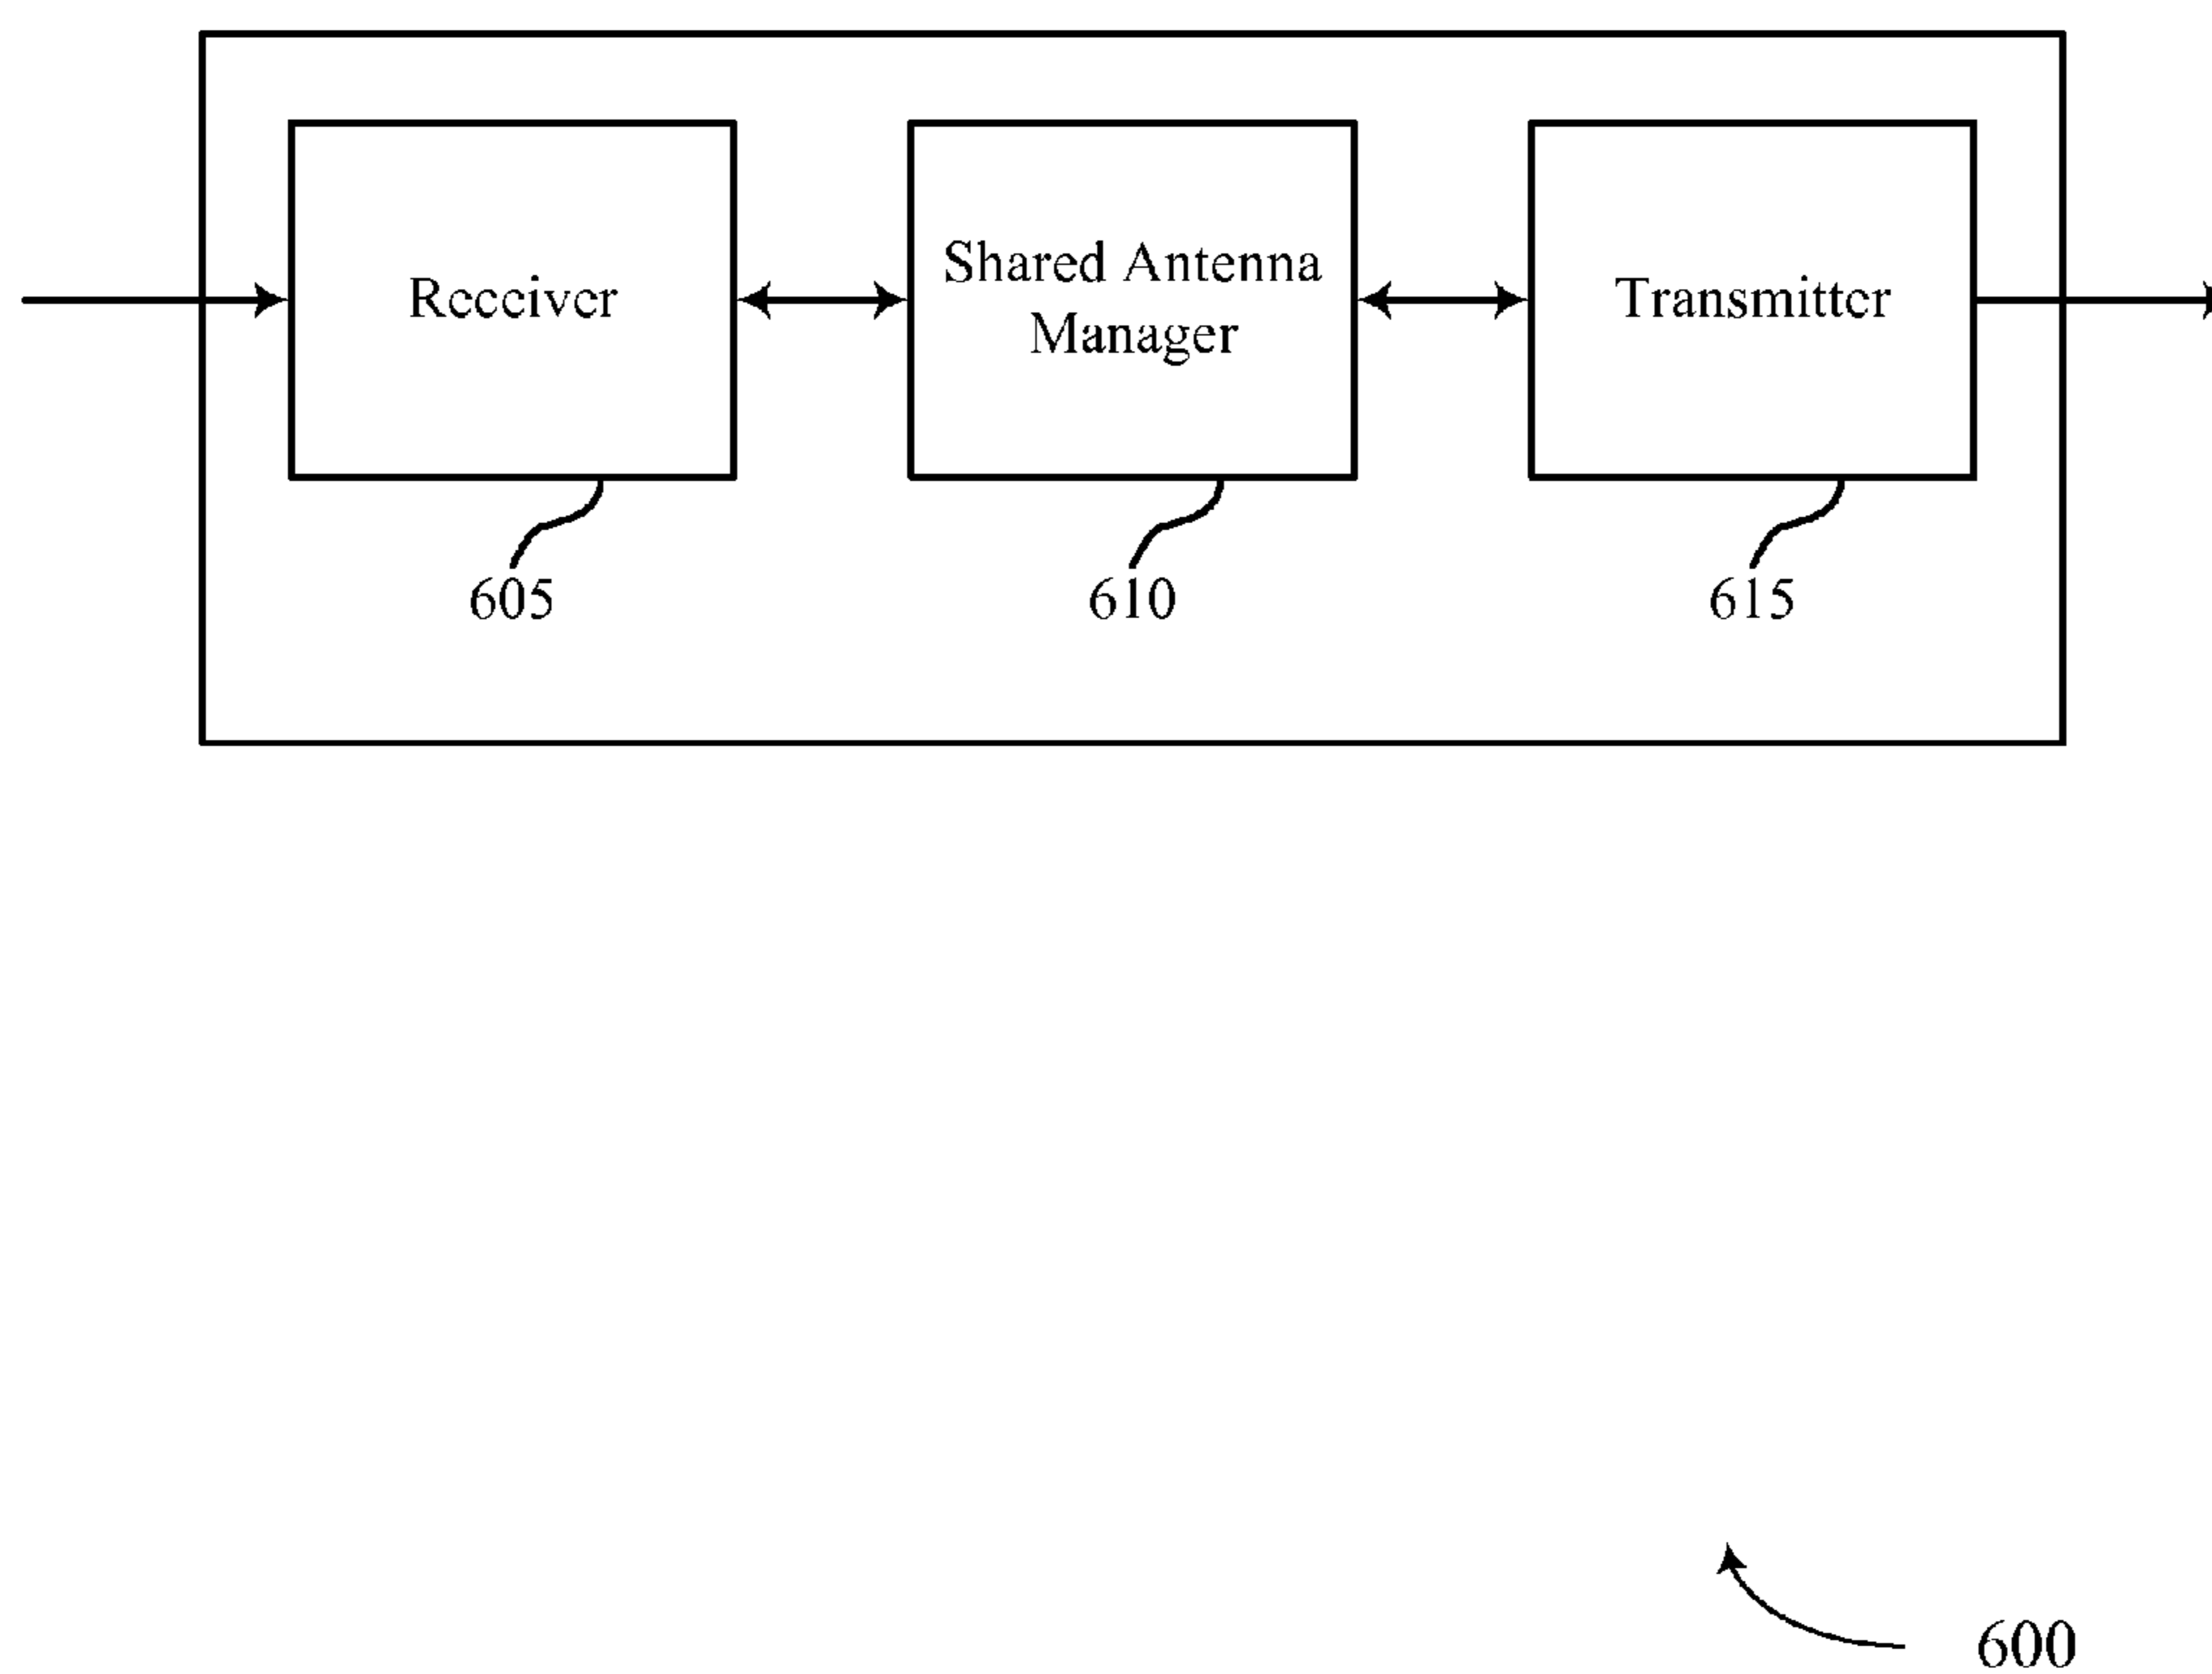 Receiver
Shared Antenna
Manager
Transmitter
605
610
615
600